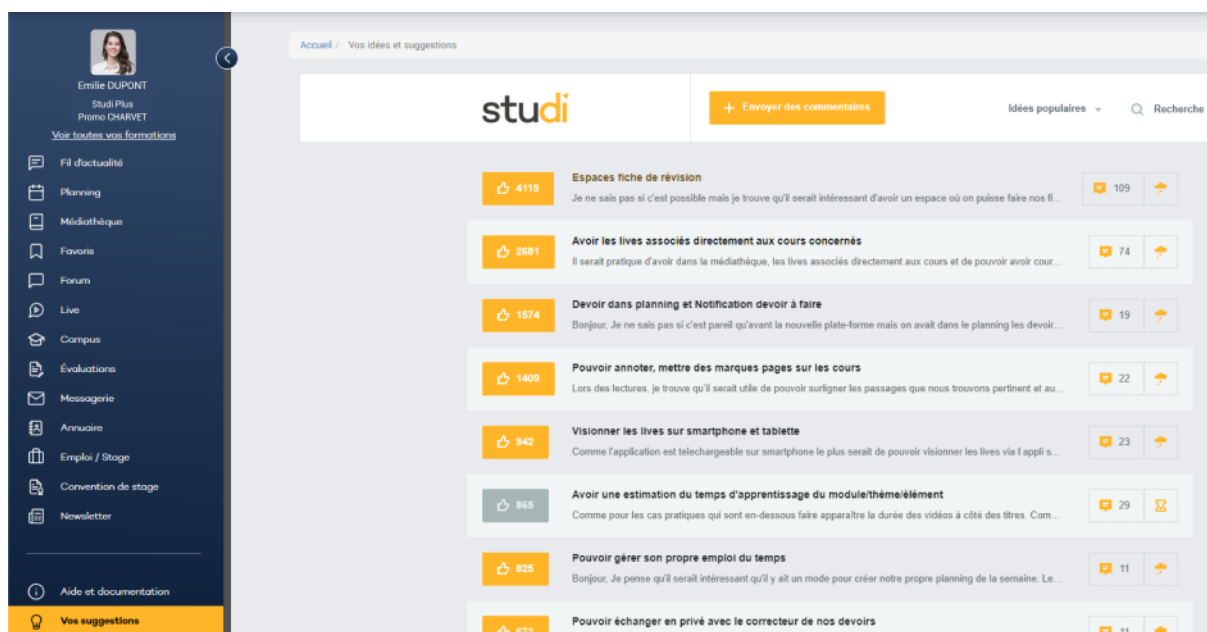 Emilie DUPONT
Studi Plus
Promo CHARVET
Voir toutes vos formations
Fil d'actualité
Planning
Médiathèque
Favoris
Forum
Live
Campus
Évaluations
Messagerie
Annuaire
Emploi / Stage
Convention de stage
Newsletter
Aide et documentation
Vos suggestions
Accueil / Vos idées et suggestions
studi
+ Envoyer des commentaires
Idées populaires
Recherche
4115
Espaces fiche de révision
Je ne sais pas si c'est possible mais je trouve qu'il serait intéressant d'avoir un espace où on puisse faire nos fi...
109
2681
Avoir les lives associés directement aux cours concernés
Il serait pratique d'avoir dans la médiathèque, les lives associés directement aux cours et de pouvoir avoir cour...
74
1574
Devoir dans planning et Notification devoir à faire
Bonjour, Je ne sais pas si c'est pareil qu'avant la nouvelle plate-forme mais on avait dans le planning les devoir...
19
1409
Pouvoir annoter, mettre des marques pages sur les cours
Lors des lectures, je trouve qu'il serait utile de pouvoir surligner les passages que nous trouvons pertinent et au...
22
942
Visionner les lives sur smartphone et tablette
Comme l'application est telechargeable sur smartphone le plus serait de pouvoir visionner les lives via l appli s...
23
865
Avoir une estimation du temps d'apprentissage du module/thème/élément
Comme pour les cas pratiques qui sont en-dessous faire apparaître la durée des vidéos à côté des titres. Com...
29
825
Pouvoir gérer son propre emploi du temps
Bonjour, Je pense qu'il serait intéressant qu'il y ait un mode pour créer notre propre planning de la semaine. Le...
11
Pouvoir échanger en privé avec le correcteur de nos devoirs
11